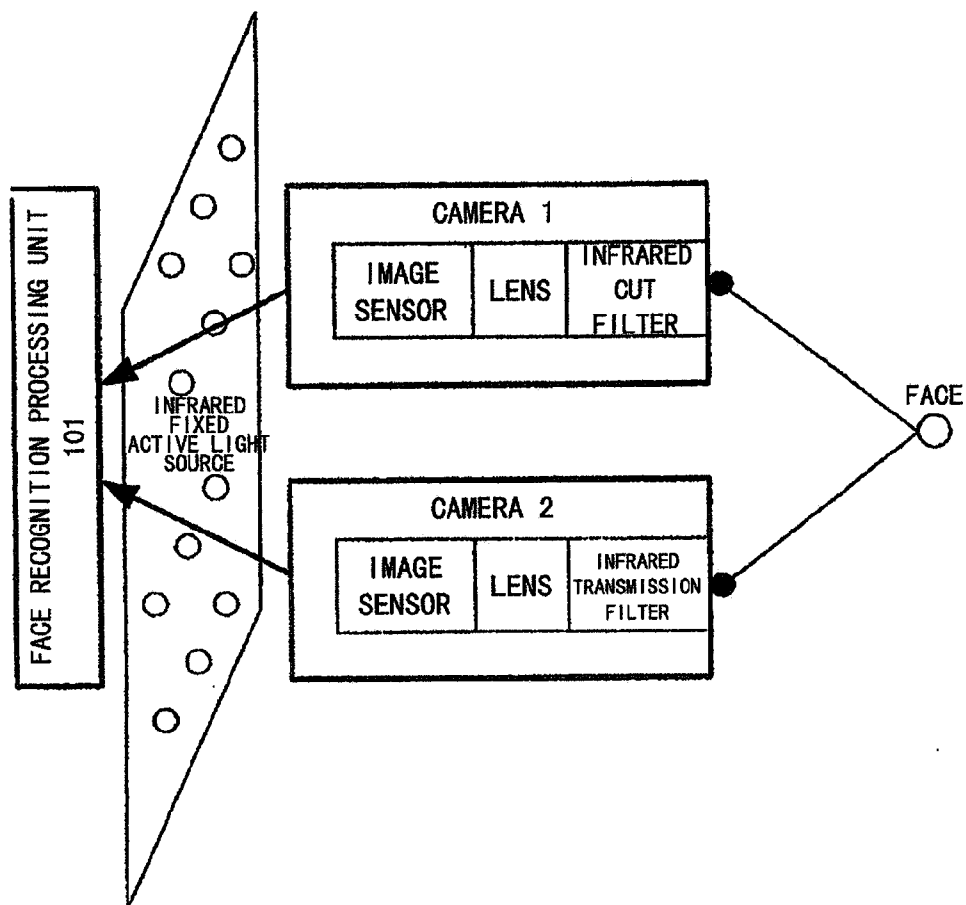 FACE RECOGNITION PROCESSING UNIT
101
INFRARED
FIXED
ACTIVE LIGHT
SOURCE
CAMERA 1
IMAGE
SENSOR
LENS
INFRARED
CUT
FILTER
CAMERA 2
IMAGE
SENSOR
LENS
INFRARED
TRANSMISSION
FILTER
FACE